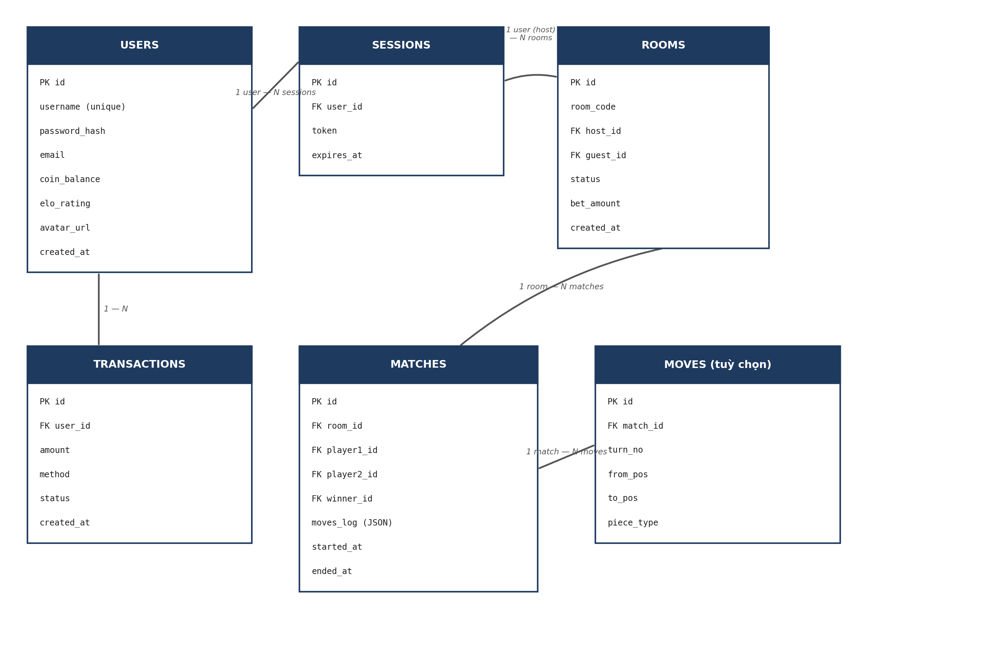 USERS
PK id
username (unique)
password_hash
email
coin_balance
elo_rating
avatar_url
created_at
1 user — N sessions
SESSIONS
PK id
FK user_id
token
expires_at
1 user (host)
— N rooms
ROOMS
PK id
room_code
FK host_id
FK guest_id
status
bet_amount
created_at
1 — N
1 room — N matches
TRANSACTIONS
PK id
FK user_id
amount
method
status
created_at
MATCHES
PK id
FK room_id
FK player1_id
FK player2_id
FK winner_id
moves_log (JSON)
started_at
ended_at
1 match — N moves
MOVES (tuỳ chọn)
PK id
FK match_id
turn_no
from_pos
to_pos
piece_type